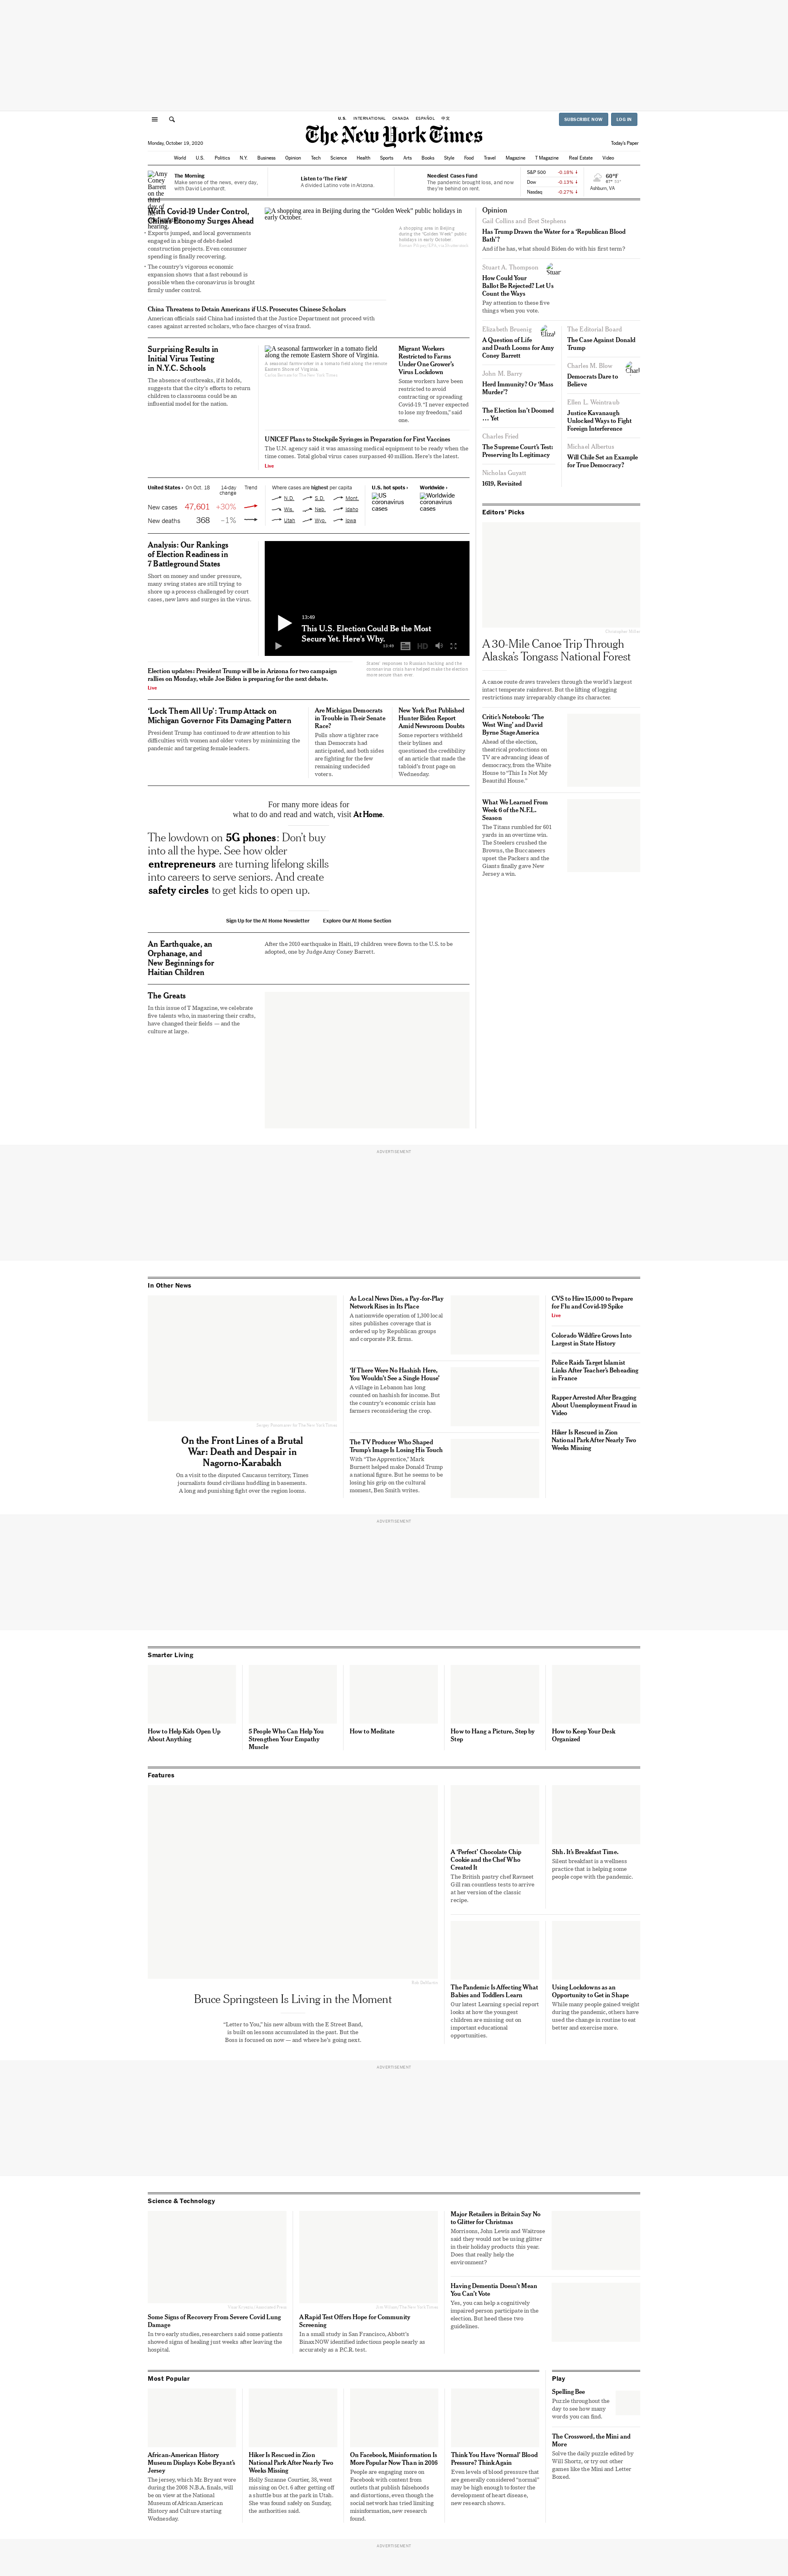 U.S. INTERNATIONAL CANADA ESPAÑOL 中文
SUBSCRIBE NOW LOG IN
The New York Times
Monday, October 19, 2020
Today's Paper
World U.S. Politics N.Y. Business Opinion Tech Science Health Sports Arts Books Style Food Travel Magazine T Magazine Real Estate Video
Amy
Coney
Barrett
on the
third
day of
hearing.
The Morning
Make sense of the news, every day,
with David Leonhardt.
Listen to 'The Field'
A divided Latino vote in Arizona.
Neediest Cases Fund
The pandemic brought loss, and now
they're behind on rent.
S&P 500 -0.18% ↓
Dow -0.13% ↓
Nasdaq -0.27% ↓
60°F
Ashburn, VA
With Covid-19 Under Control,
China's Economy Surges Ahead
Exports jumped, and local governments
engaged in a binge of debt-fueled
construction projects. Even consumer
spending is finally recovering.
The country's vigorous economic
expansion shows that a fast rebound is
possible when the coronavirus is brought
firmly under control.
A shopping area in Beijing during the "Golden Week" public holidays in
early October.
A shopping area in Beijing
during the "Golden Week" public
holidays in early October.
China Threatens to Detain Americans if U.S. Prosecutes Chinese Scholars
American officials said China had insisted that the Justice Department not proceed with
cases against arrested scholars, who face charges of visa fraud.
Surprising Results in
Initial Virus Testing
in N.Y.C. Schools
The absence of outbreaks, if it holds,
suggests that the city's efforts to return
children to classrooms could be an
influential model for the nation.
A seasonal farmworker in a tomato field
along the remote Eastern Shore of Virginia.
A seasonal farmworker in a tomato field along the remote
Eastern Shore of Virginia.
Carlos Bernate for The New York Times
Migrant Workers
Restricted to Farms
Under One Grower's
Virus Lockdown
Some workers have been
restricted to avoid
contracting or spreading
Covid-19. "I never expected
to lose my freedom," said
one.
UNICEF Plans to Stockpile Syringes in Preparation for First Vaccines
The U.N. agency said it was amassing medical equipment to be ready when the
time comes. Total global virus cases surpassed 40 million. Here's the latest.
Live
United States › On Oct. 18 14-day
change Trend
New cases 47,601 +30%
New deaths 368 –1%
Where cases are highest per capita
N.D. S.D. Mont.
Wis. Neb. Idaho
Utah Wyo. Iowa
U.S. hot spots ›
US
coronavirus
cases
Worldwide ›
Worldwide
coronavirus
cases
Analysis: Our Rankings
of Election Readiness in
7 Battleground States
Short on money and under pressure,
many swing states are still trying to
shore up a process challenged by court
cases, new laws and surges in the virus.
13:49
This U.S. Election Could Be the Most
Secure Yet. Here's Why.
13:49 HD
States' responses to Russian hacking and the
coronavirus crisis have helped make the election
more secure than ever.
Election updates: President Trump will be in Arizona for two campaign
rallies on Monday, while Joe Biden is preparing for the next debate.
Live
'Lock Them All Up': Trump Attack on
Michigan Governor Fits Damaging Pattern
President Trump has continued to draw attention to his
difficulties with women and older voters by minimizing the
pandemic and targeting female leaders.
Are Michigan Democrats
in Trouble in Their Senate
Race?
Polls show a tighter race
than Democrats had
anticipated, and both sides
are fighting for the few
remaining undecided
voters.
New York Post Published
Hunter Biden Report
Amid Newsroom Doubts
Some reporters withheld
their bylines and
questioned the credibility
of an article that made the
tabloid's front page on
Wednesday.
For many more ideas for
what to do and read and watch, visit At Home.
The lowdown on 5G phones: Don't buy
into all the hype. See how older
entrepreneurs are turning lifelong skills
into careers to serve seniors. And create
safety circles to get kids to open up.
Sign Up for the At Home Newsletter Explore Our At Home Section
An Earthquake, an
Orphanage, and
New Beginnings for
Haitian Children
After the 2010 earthquake in Haiti, 19 children were flown to the U.S. to be
adopted, one by Judge Amy Coney Barrett.
The Greats
In this issue of T Magazine, we celebrate
five talents who, in mastering their crafts,
have changed their fields — and the
culture at large.
Opinion
Gail Collins and Bret Stephens
Has Trump Drawn the Water for a 'Republican Blood
Bath'?
And if he has, what should Biden do with his first term?
Stuart A. Thompson
Stuar
How Could Your
Ballot Be Rejected? Let Us
Count the Ways
Pay attention to these five
things when you vote.
Elizabeth Bruenig
Eliza
A Question of Life
and Death Looms for Amy
Coney Barrett
John M. Barry
Herd Immunity? Or 'Mass
Murder'?
The Election Isn't Doomed
… Yet
Charles Fried
The Supreme Court's Test:
Preserving Its Legitimacy
Nicholas Guyatt
1619, Revisited
The Editorial Board
The Case Against Donald
Trump
Charles M. Blow
Charl
Democrats Dare to
Believe
Ellen L. Weintraub
Justice Kavanaugh
Unlocked Ways to Fight
Foreign Interference
Michael Albertus
Will Chile Set an Example
for True Democracy?
Editors' Picks
Christopher Miller
A 30-Mile Canoe Trip Through
Alaska's Tongass National Forest
A canoe route draws travelers through the world's largest
intact temperate rainforest. But the lifting of logging
restrictions may irreparably change its character.
Critic's Notebook: 'The
West Wing' and David
Byrne Stage America
Ahead of the election,
theatrical productions on
TV are advancing ideas of
democracy, from the White
House to "This Is Not My
Beautiful House."
What We Learned From
Week 6 of the N.F.L.
Season
The Titans rumbled for 601
yards in an overtime win.
The Steelers crushed the
Browns, the Buccaneers
upset the Packers and the
Giants finally gave New
Jersey a win.
ADVERTISEMENT
In Other News
Sergey Ponomarev for The New York Times
On the Front Lines of a Brutal
War: Death and Despair in
Nagorno-Karabakh
On a visit to the disputed Caucasus territory, Times
journalists found civilians huddling in basements.
A long and punishing fight over the region looms.
As Local News Dies, a Pay-for-Play
Network Rises in Its Place
A nationwide operation of 1,300 local
sites publishes coverage that is
ordered up by Republican groups
and corporate P.R. firms.
'If There Were No Hashish Here,
You Wouldn't See a Single House'
A village in Lebanon has long
counted on hashish for income. But
the country's economic crisis has
farmers reconsidering the crop.
The TV Producer Who Shaped
Trump's Image Is Losing His Touch
With "The Apprentice," Mark
Burnett helped make Donald Trump
a national figure. But he seems to be
losing his grip on the cultural
moment, Ben Smith writes.
CVS to Hire 15,000 to Prepare
for Flu and Covid-19 Spike
Live
Colorado Wildfire Grows Into
Largest in State History
Police Raids Target Islamist
Links After Teacher's Beheading
in France
Rapper Arrested After Bragging
About Unemployment Fraud in
Video
Hiker Is Rescued in Zion
National Park After Nearly Two
Weeks Missing
ADVERTISEMENT
Smarter Living
How to Help Kids Open Up
About Anything
5 People Who Can Help You
Strengthen Your Empathy
Muscle
How to Meditate
How to Hang a Picture, Step by
Step
How to Keep Your Desk
Organized
Features
Rob DeMartin
Bruce Springsteen Is Living in the Moment
"Letter to You," his new album with the E Street Band,
is built on lessons accumulated in the past. But the
Boss is focused on now — and where he's going next.
A 'Perfect' Chocolate Chip
Cookie and the Chef Who
Created It
The British pastry chef Ravneet
Gill ran countless tests to arrive
at her version of the classic
recipe.
Shh. It's Breakfast Time.
Silent breakfast is a wellness
practice that is helping some
people cope with the pandemic.
The Pandemic Is Affecting What
Babies and Toddlers Learn
Our latest Learning special report
looks at how the youngest
children are missing out on
important educational
opportunities.
Using Lockdowns as an
Opportunity to Get in Shape
While many people gained weight
during the pandemic, others have
used the change in routine to eat
better and exercise more.
ADVERTISEMENT
Science & Technology
Some Signs of Recovery From Severe Covid Lung
Damage
In two early studies, researchers said some patients
showed signs of healing just weeks after leaving the
hospital.
A Rapid Test Offers Hope for Community
Screening
In a small study in San Francisco, Abbott's
BinaxNOW identified infectious people nearly as
accurately as a P.C.R. test.
Major Retailers in Britain Say No
to Glitter for Christmas
Morrisons, John Lewis and Waitrose
said they would not be using glitter
in their holiday products this year.
Does that really help the
environment?
Having Dementia Doesn't Mean
You Can't Vote
Yes, you can help a cognitively
impaired person participate in the
election. But heed these two
guidelines.
Most Popular
African-American History
Museum Displays Kobe Bryant's
Jersey
The jersey, which Mr. Bryant wore
during the 2008 N.B.A. finals, will
be on view at the National
Museum of African American
History and Culture starting
Wednesday.
Hiker Is Rescued in Zion
National Park After Nearly Two
Weeks Missing
Holly Suzanne Courtier, 38, went
missing on Oct. 6 after getting off
a shuttle bus at the park in Utah.
She was found safely on Sunday,
the authorities said.
On Facebook, Misinformation Is
More Popular Now Than in 2016
People are engaging more on
Facebook with content from
outlets that publish falsehoods
and distortions, even though the
social network has tried limiting
misinformation, new research
found.
Think You Have 'Normal' Blood
Pressure? Think Again
Even levels of blood pressure that
are generally considered "normal"
may be high enough to foster the
development of heart disease,
new research shows.
Play
Spelling Bee
Puzzle throughout the
day to see how many
words you can find.
The Crossword, the Mini and
More
Solve the daily puzzle edited by
Will Shortz, or try out other
games like the Mini and Letter
Boxed.
ADVERTISEMENT